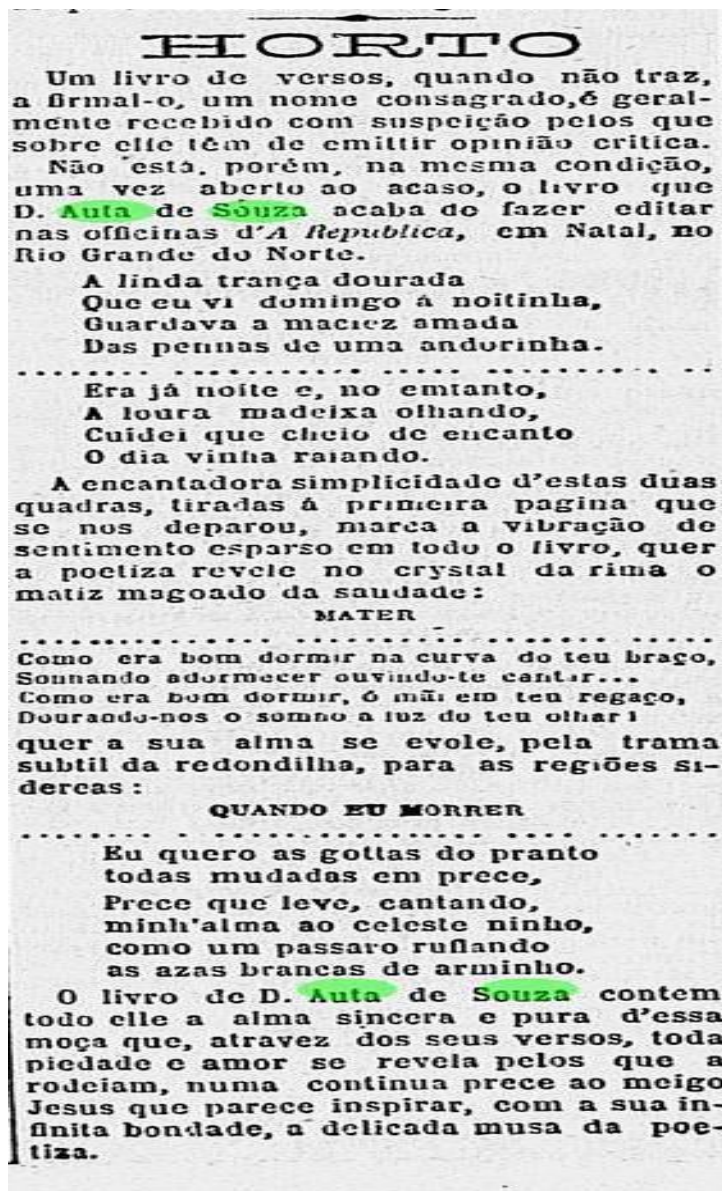 HORTO
Um livro de versos, quando não traz,
a firmal-o, um nome consagrado, é geral-
mente recebido com suspeição pelos que
sobre elle têm de emittir opinião critica.
Não está, porém, na mesma condição,
uma vez aberto ao acaso, o livro que
D. Auta de Souza acaba do fazer editar
nas officinas d'A Republica, em Natal, no
Rio Grande do Norte.
A linda trança dourada
Que eu vi domingo á noitinha,
Guardava a maciez amada
Das pennas de uma andorinha.
Era já noite e, no emtanto,
A loura madeixa olhando,
Cuidei que cheio de encanto
O dia vinha raiando.
A encantadora simplicidade d'estas duas
quadras, tiradas á primeira pagina que
se nos deparou, marca a vibração de
sentimento esparso em todo o livro, quer
a poetiza revele no crystal da rima o
matiz magoado da saudade:
MATER
Como era bom dormir na curva do teu braço,
Sonhando adormecer ouvindo-te cantar...
Como era bom dormir, ó mãi em teu regaço,
Dourando-nos o somno a luz do teu olhar!
quer a sua alma se evole, pela trama
subtil da redondilha, para as regiões si-
dereas:
QUANDO EU MORRER
Eu quero as gottas do pranto
todas mudadas em prece,
Prece que leve, cantando,
minh'alma ao celeste ninho,
como um passaro ruflando
as azas brancas de arminho.
O livro de D. Auta de Souza contem
todo elle a alma sincera e pura d'essa
moça que, atravez dos seus versos, toda
piedade e amor se revela pelos que a
rodeiam, numa continua prece ao meigo
Jesus que parece inspirar, com a sua in-
finita bondade, a delicada musa da poe-
tiza.